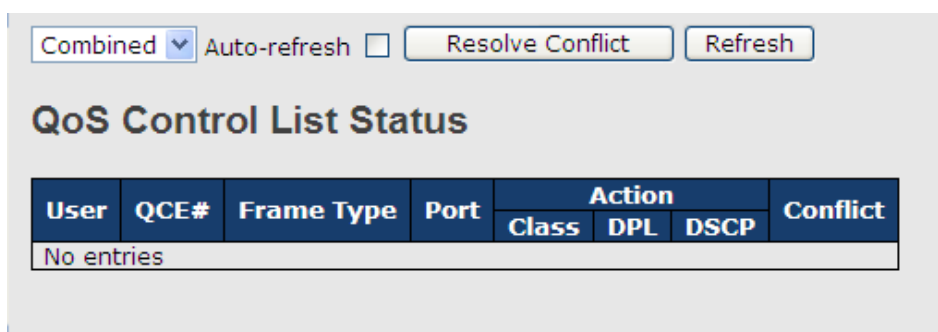 Combined Auto-refresh Resolve Conflict Refresh
QoS Control List Status
User QCE# Frame Type Port Action Conflict
Class DPL DSCP
No entries